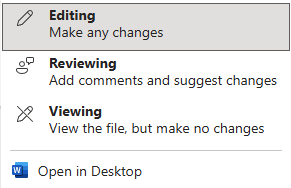 Editing
Make any changes
Reviewing
Add comments and suggest changes
Viewing
View the file, but make no changes
Open in Desktop